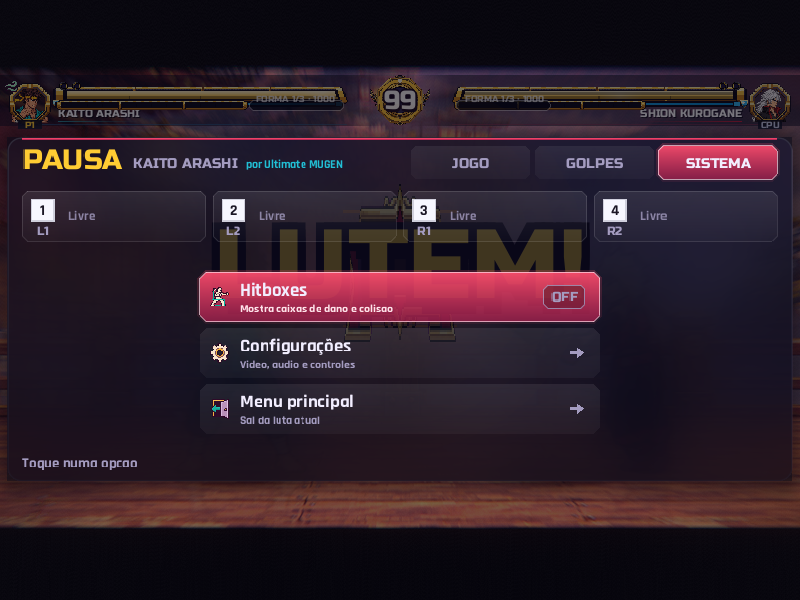 FORMA 1/3 - 1000
99
FORMA 1/3 - 1000
KAITO ARASHI
SHION KUROGANE
P1
CPU
PAUSA KAITO ARASHI por Ultimate MUGEN
JOGO
GOLPES
SISTEMA
1 Livre
L1
2 Livre
L2
3 Livre
R1
4 Livre
R2
LUTEM!
Hitboxes
Mostra caixas de dano e colisao
OFF
Configurações
Video, audio e controles
Menu principal
Sai da luta atual
Toque numa opcao